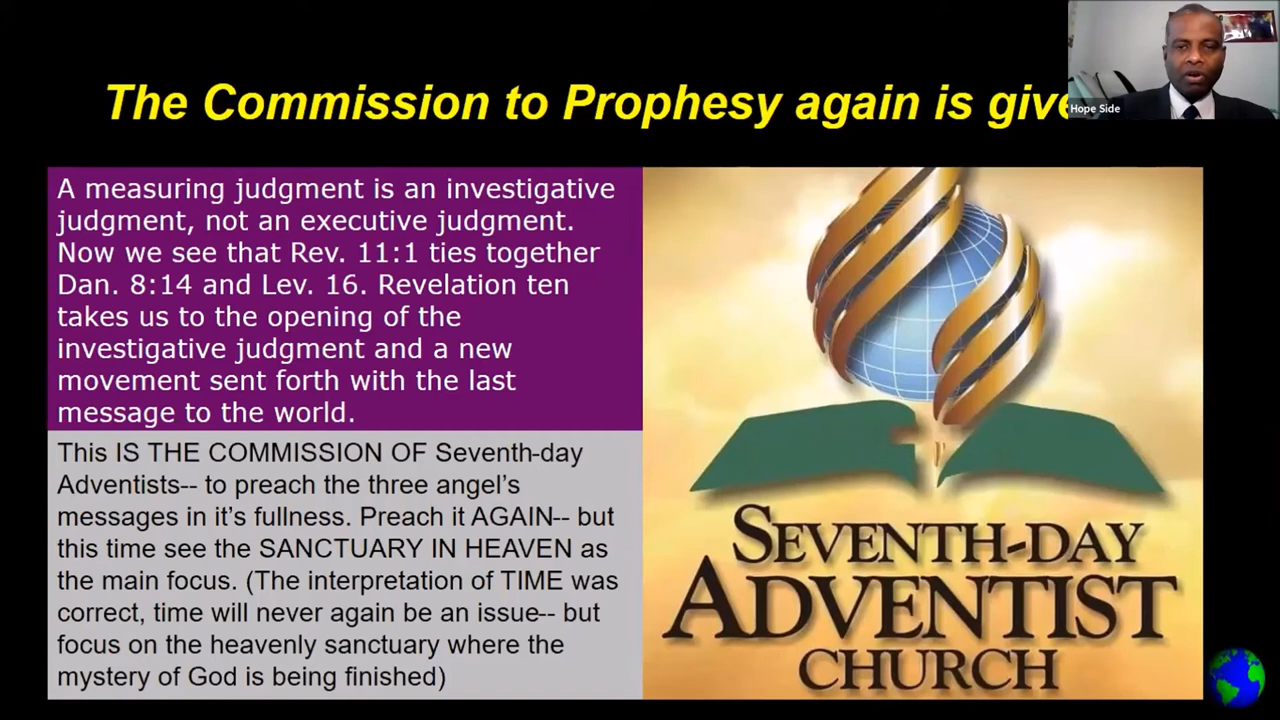 The Commission to Prophesy again is give
Hope Side
A measuring judgment is an investigative
judgment, not an executive judgment.
Now we see that Rev. 11:1 ties together
Dan. 8:14 and Lev. 16. Revelation ten
takes us to the opening of the
investigative judgment and a new
movement sent forth with the last
message to the world.
This IS THE COMMISSION OF Seventh-day
Adventists-- to preach the three angel's
messages in it's fullness. Preach it AGAIN-- but
this time see the SANCTUARY IN HEAVEN as
the main focus. (The interpretation of TIME was
correct, time will never again be an issue-- but
focus on the heavenly sanctuary where the
mystery of God is being finished)
SEVENTH-DAY
ADVENTIST
CHURCH